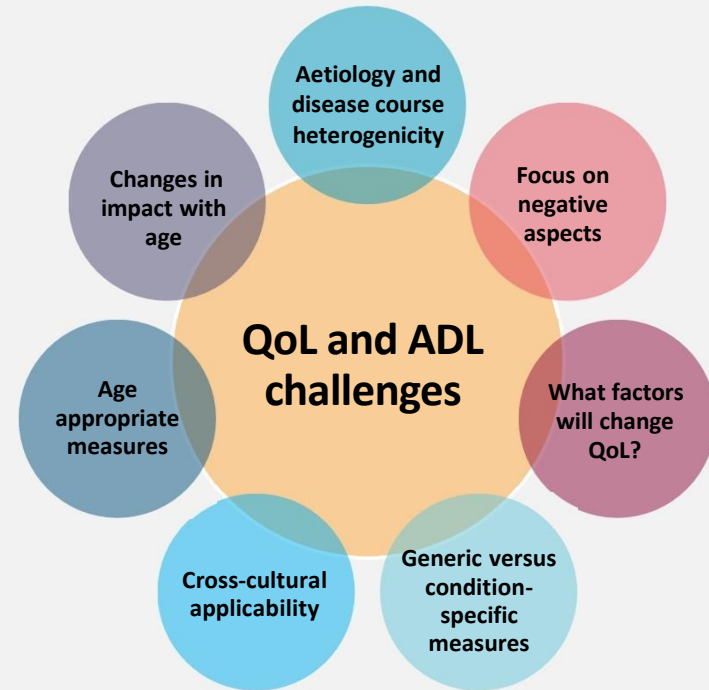 Aetiology and
disease course
heterogenicity
Focus on
negative
aspects
What factors
will change
QoL?
Generic versus
condition-
specific
measures
Cross-cultural
applicability
Age
appropriate
measures
Changes in
impact with
age
QoL and ADL
challenges